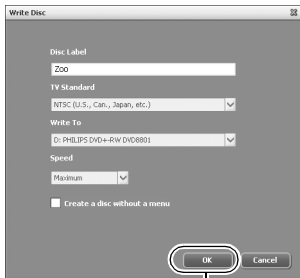 Write Disc
Disc Label
Zoo
TV Standard
NTSC (U.S., Can., Japan, etc.)
Write To
D: PHILIPS DVD+-RW DVD8801
Speed
Maximum
Create a disc without a menu
OK Cancel